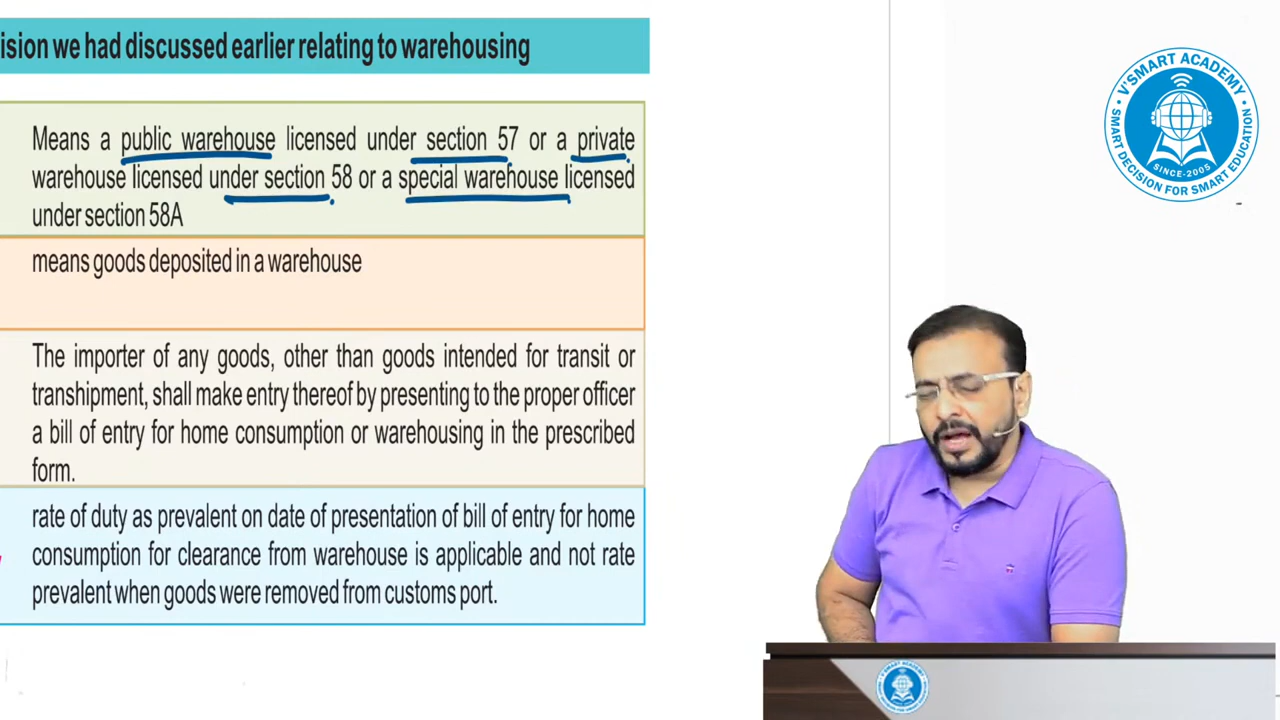 ision we had discussed earlier relating to warehousing
Means a public warehouse licensed under section 57 or a private
warehouse licensed under section 58 or a special warehouse licensed
under section 58A
means goods deposited in a warehouse
The importer of any goods, other than goods intended for transit or
transhipment, shall make entry thereof by presenting to the proper officer
a bill of entry for home consumption or warehousing in the prescribed
form.
rate of duty as prevalent on date of presentation of bill of entry for home
consumption for clearance from warehouse is applicable and not rate
prevalent when goods were removed from customs port.
V'SMART ACADEMY
SINCE-2005
SMART DECISION FOR SMART EDUCATION